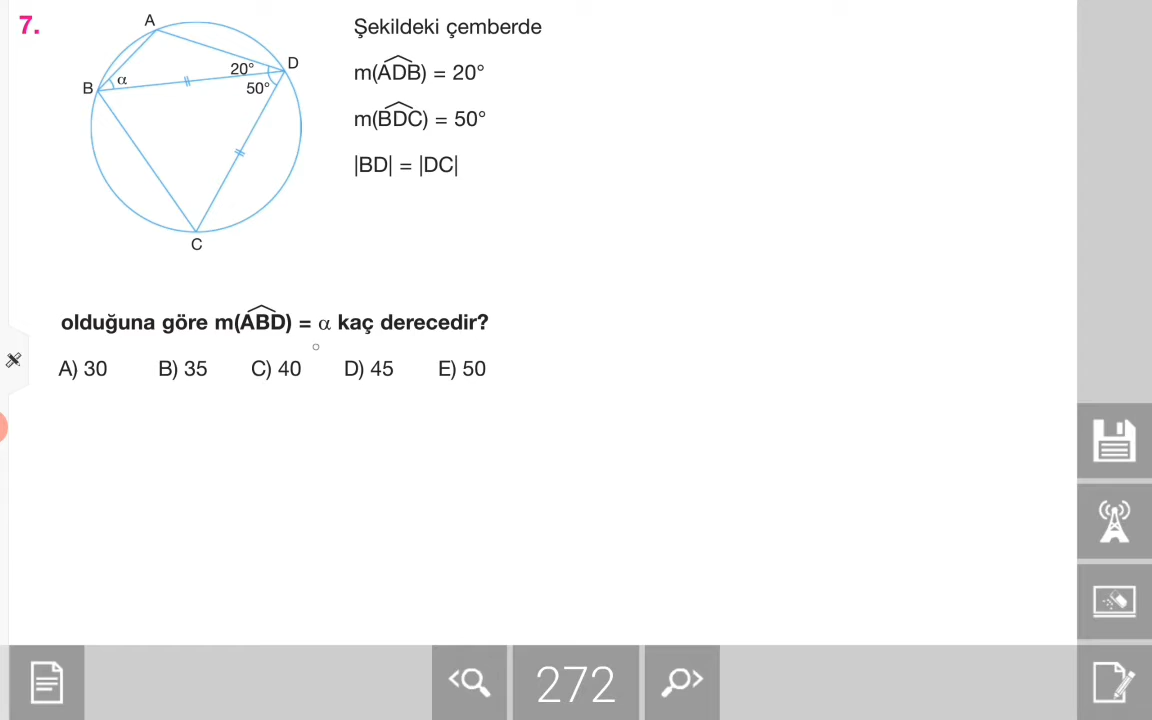 7.
Şekildeki çemberde
m(ADB) = 20°
m(BDC) = 50°
|BD| = |DC|
A
B
α
20°
50°
D
C
olduğuna göre m(ABD) = α kaç derecedir?
A) 30 B) 35 C) 40 D) 45 E) 50
272